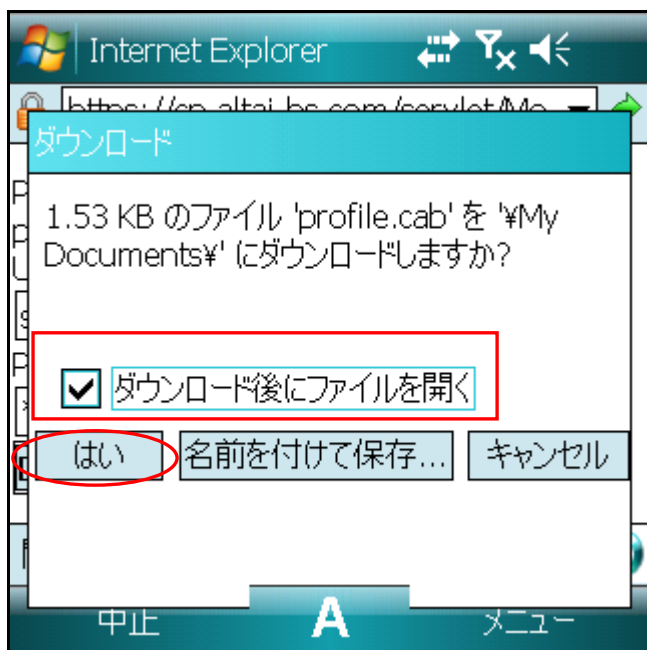 Internet Explorer
ダウンロード
1.53 KB のファイル 'profile.cab' を '¥My
Documents¥' にダウンロードしますか?
ダウンロード後にファイルを開く
はい
名前を付けて保存...
キャンセル
中止
A
メニュー